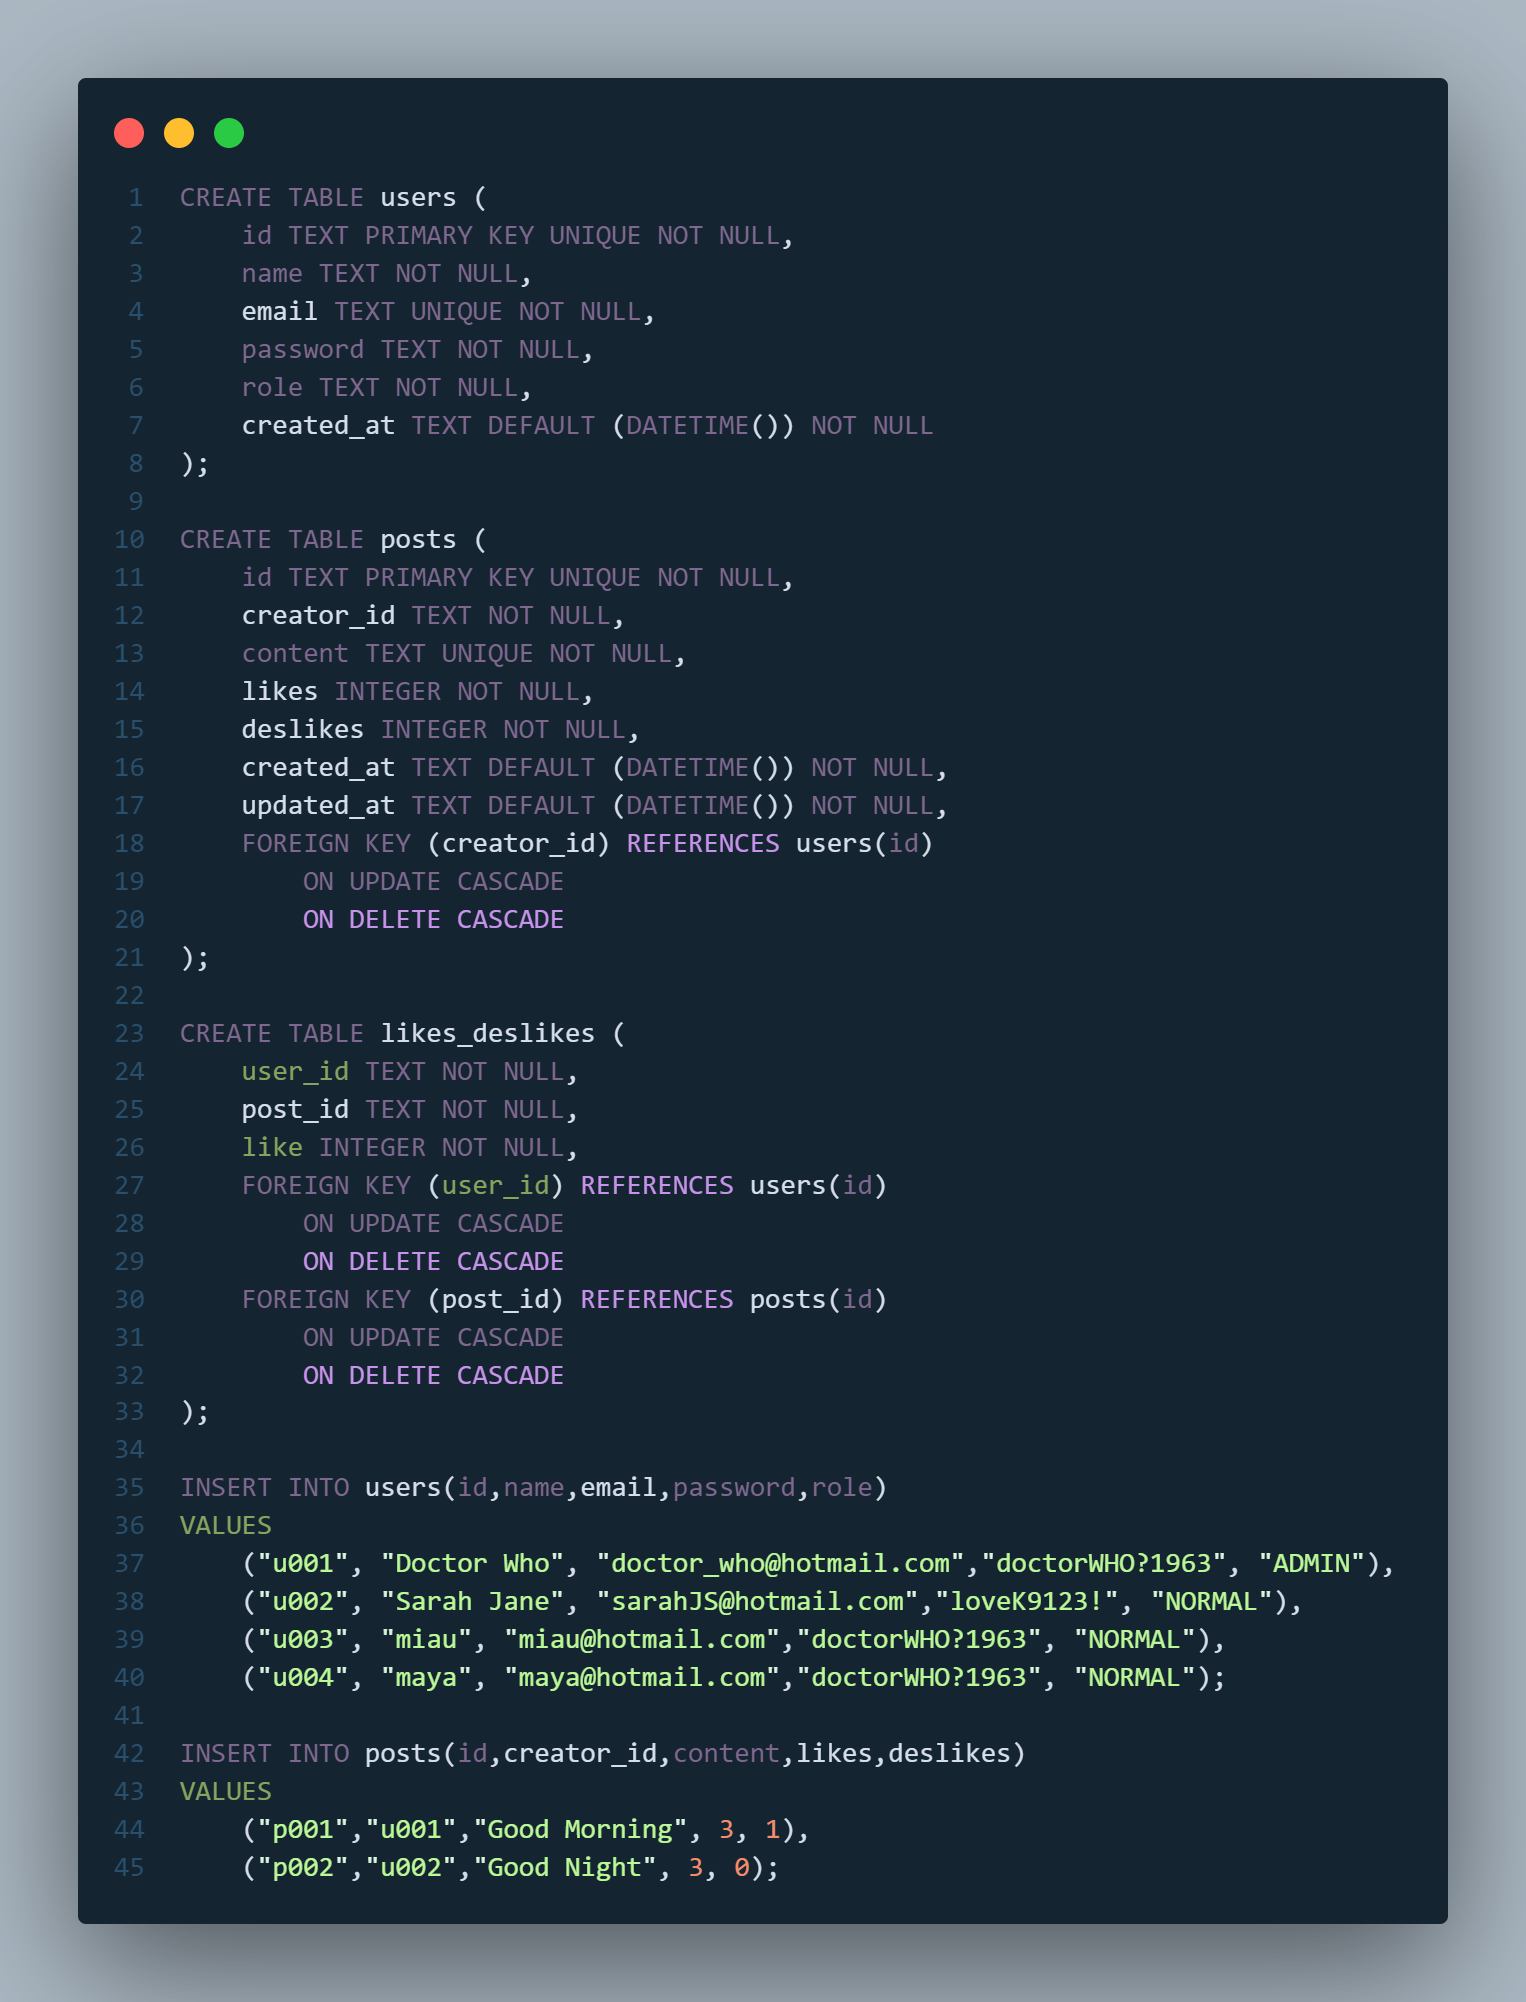 1 CREATE TABLE users (
2     id TEXT PRIMARY KEY UNIQUE NOT NULL,
3     name TEXT NOT NULL,
4     email TEXT UNIQUE NOT NULL,
5     password TEXT NOT NULL,
6     role TEXT NOT NULL,
7     created_at TEXT DEFAULT (DATETIME()) NOT NULL
8 );
9
10 CREATE TABLE posts (
11     id TEXT PRIMARY KEY UNIQUE NOT NULL,
12     creator_id TEXT NOT NULL,
13     content TEXT UNIQUE NOT NULL,
14     likes INTEGER NOT NULL,
15     deslikes INTEGER NOT NULL,
16     created_at TEXT DEFAULT (DATETIME()) NOT NULL,
17     updated_at TEXT DEFAULT (DATETIME()) NOT NULL,
18     FOREIGN KEY (creator_id) REFERENCES users(id)
19         ON UPDATE CASCADE
20         ON DELETE CASCADE
21 );
22
23 CREATE TABLE likes_deslikes (
24     user_id TEXT NOT NULL,
25     post_id TEXT NOT NULL,
26     like INTEGER NOT NULL,
27     FOREIGN KEY (user_id) REFERENCES users(id)
28         ON UPDATE CASCADE
29         ON DELETE CASCADE
30     FOREIGN KEY (post_id) REFERENCES posts(id)
31         ON UPDATE CASCADE
32         ON DELETE CASCADE
33 );
34
35 INSERT INTO users(id,name,email,password,role)
36 VALUES
37     ("u001", "Doctor Who", "doctor_who@hotmail.com","doctorWHO?1963", "ADMIN"),
38     ("u002", "Sarah Jane", "sarahJS@hotmail.com","loveK9123!", "NORMAL"),
39     ("u003", "miau", "miau@hotmail.com","doctorWHO?1963", "NORMAL"),
40     ("u004", "maya", "maya@hotmail.com","doctorWHO?1963", "NORMAL");
41
42 INSERT INTO posts(id,creator_id,content,likes,deslikes)
43 VALUES
44     ("p001","u001","Good Morning", 3, 1),
45     ("p002","u002","Good Night", 3, 0);